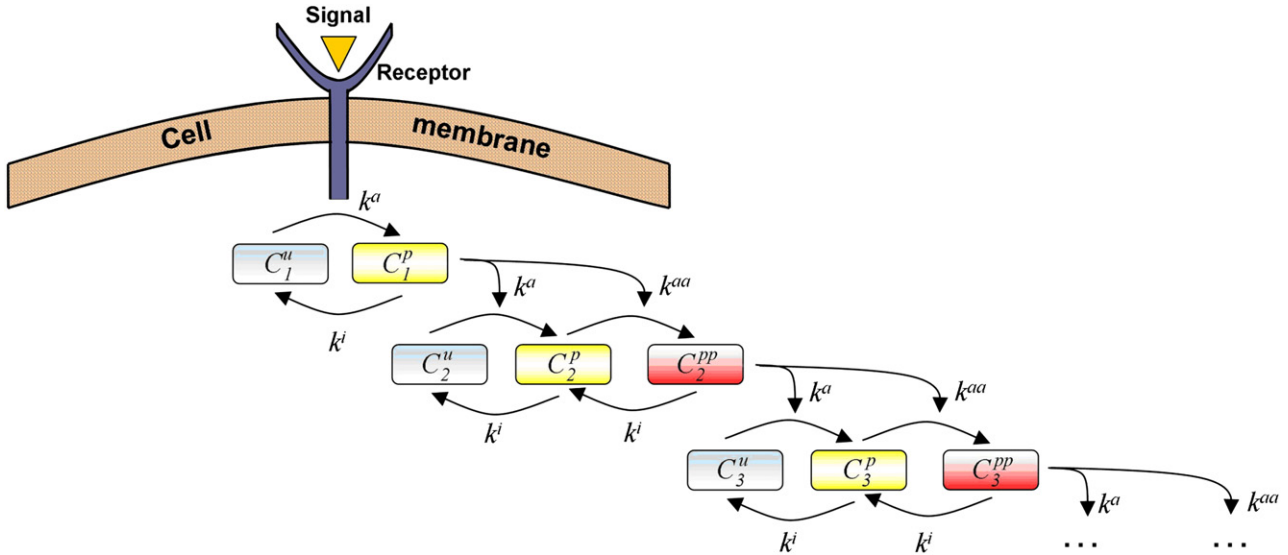 Signal
Receptor
Cell membrane
k^a
C_1^u C_1^p
k^i
k^a k^aa
C_2^u C_2^p C_2^pp
k^i k^i
k^a k^aa
C_3^u C_3^p C_3^pp
k^i k^i
k^a k^aa
... ...